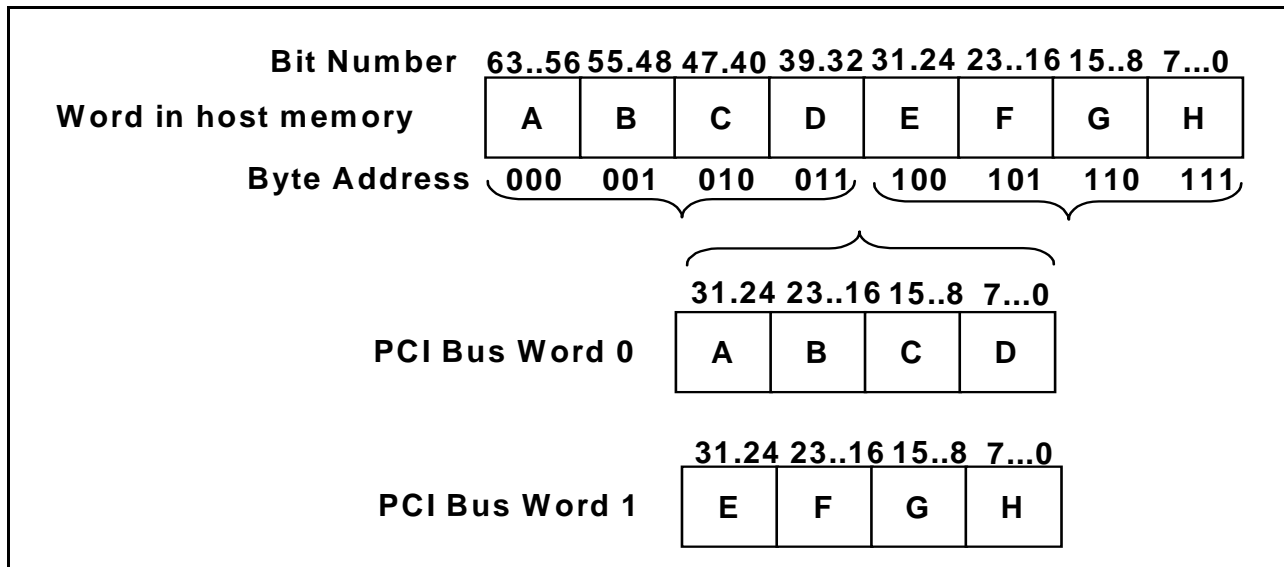 Bit Number 63..56 55.48 47.40 39.32 31.24 23..16 15..8 7...0
Word in host memory A B C D E F G H
Byte Address 000 001 010 011 100 101 110 111
31.24 23..16 15..8 7...0
PCI Bus Word 0 A B C D
31.24 23..16 15..8 7...0
PCI Bus Word 1 E F G H